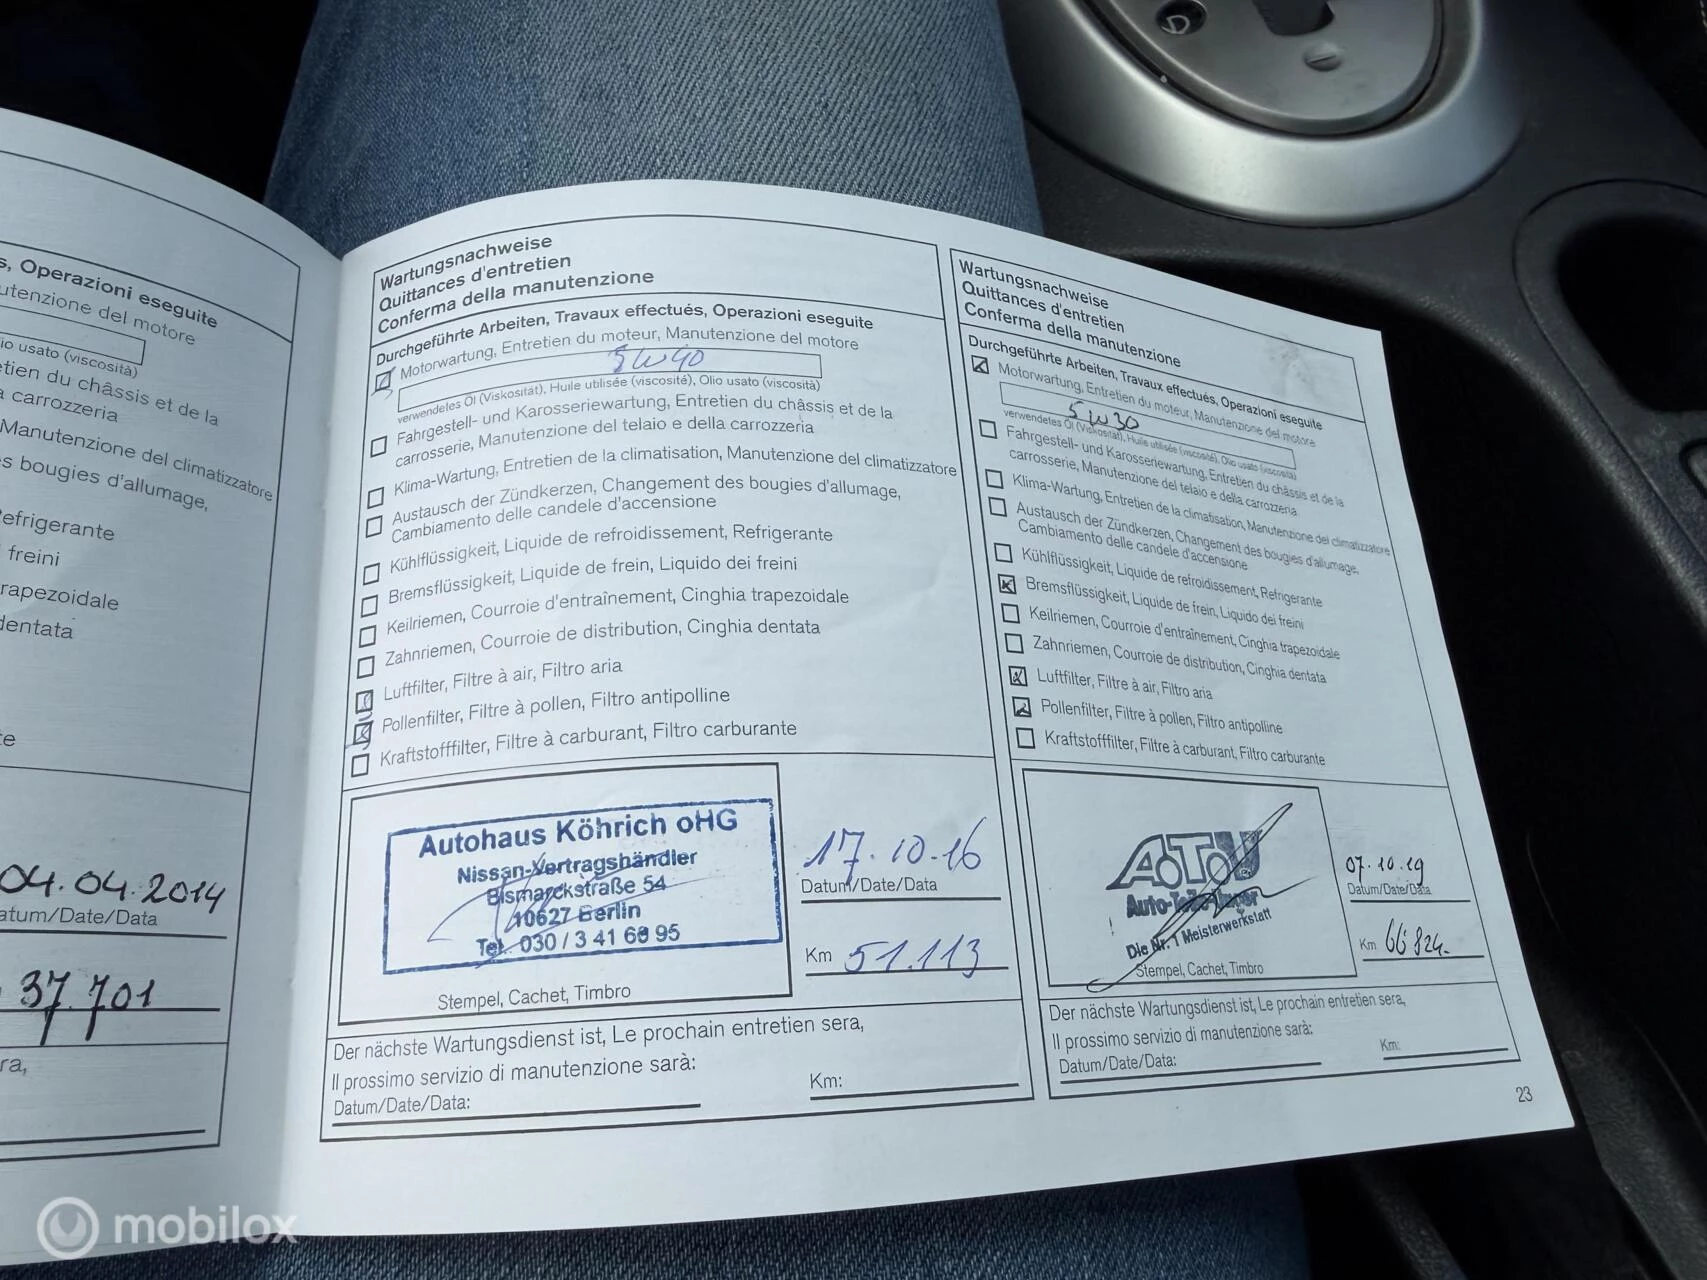 s, Operazioni eseguite
utenzione del motore
lio usato (viscosità)
etien du châssis et de la
a carrozzeria
Manutenzione del climatizzatore
es bougies d'allumage,
Refrigerante
i freini
trapezoidale
dentata
te
04.04.2014
atum/Date/Data
37.701
ra,
Wartungsnachweise
Quittances d'entretien
Conferma della manutenzione
Durchgeführte Arbeiten, Travaux effectués, Operazioni eseguite
Motorwartung, Entretien du moteur, Manutenzione del motore
5W40
verwendetes Öl (Viskosität), Huile utilisée (viscosité), Olio usato (viscosità)
Fahrgestell- und Karosseriewartung, Entretien du châssis et de la
carrosserie, Manutenzione del telaio e della carrozzeria
Klima-Wartung, Entretien de la climatisation, Manutenzione del climatizzatore
Austausch der Zündkerzen, Changement des bougies d'allumage,
Cambiamento delle candele d'accensione
Kühlflüssigkeit, Liquide de refroidissement, Refrigerante
Bremsflüssigkeit, Liquide de frein, Liquido dei freini
Keilriemen, Courroie d'entraînement, Cinghia trapezoidale
Zahnriemen, Courroie de distribution, Cinghia dentata
Luftfilter, Filtre à air, Filtro aria
Pollenfilter, Filtre à pollen, Filtro antipolline
Kraftstofffilter, Filtre à carburant, Filtro carburante
Autohaus Köhrich oHG
Nissan-Vertragshändler
Bismarckstraße 54
10627 Berlin
Tel. 030 / 3 41 60 95
Stempel, Cachet, Timbro
17.10.16
Datum/Date/Data
Km 51.113
Der nächste Wartungsdienst ist, Le prochain entretien sera,
Il prossimo servizio di manutenzione sarà:
Datum/Date/Data:
Km:
Wartungsnachweise
Quittances d'entretien
Conferma della manutenzione
Durchgeführte Arbeiten, Travaux effectués, Operazioni eseguite
Motorwartung, Entretien du moteur, Manutenzione del motore
5W30
verwendetes Öl (Viskosität), Huile utilisée (viscosité), Olio usato (viscosità)
Fahrgestell- und Karosseriewartung, Entretien du châssis et de la
carrosserie, Manutenzione del telaio e della carrozzeria
Klima-Wartung, Entretien de la climatisation, Manutenzione del climatizzatore
Austausch der Zündkerzen, Changement des bougies d'allumage,
Cambiamento delle candele d'accensione
Kühlflüssigkeit, Liquide de refroidissement, Refrigerante
Bremsflüssigkeit, Liquide de frein, Liquido dei freini
Keilriemen, Courroie d'entraînement, Cinghia trapezoidale
Zahnriemen, Courroie de distribution, Cinghia dentata
Luftfilter, Filtre à air, Filtro aria
Pollenfilter, Filtre à pollen, Filtro antipolline
Kraftstofffilter, Filtre à carburant, Filtro carburante
ATU
Auto-Teile-Unger
Die Nr. 1 Meisterwerkstatt
Stempel, Cachet, Timbro
07.10.19
Datum/Date/Data
Km 66 824.-
Der nächste Wartungsdienst ist, Le prochain entretien sera,
Il prossimo servizio di manutenzione sarà:
Datum/Date/Data:
Km:
23
D
mobilox